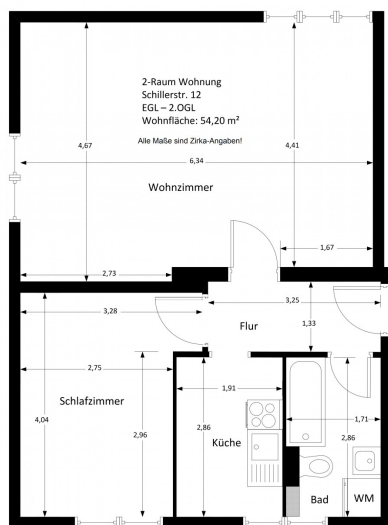 2-Raum Wohnung
Schillerstr. 12
EGL – 2.OGL
Wohnfläche: 54,20 m²
Alle Maße sind Zirka-Angaben!
4,67
4,41
6,34
Wohnzimmer
1,67
2,73
3,28
3,25
Flur
1,33
2,75
1,91
1,71
4,04
Schlafzimmer
2,96
2,86
Küche
2,86
Bad
WM